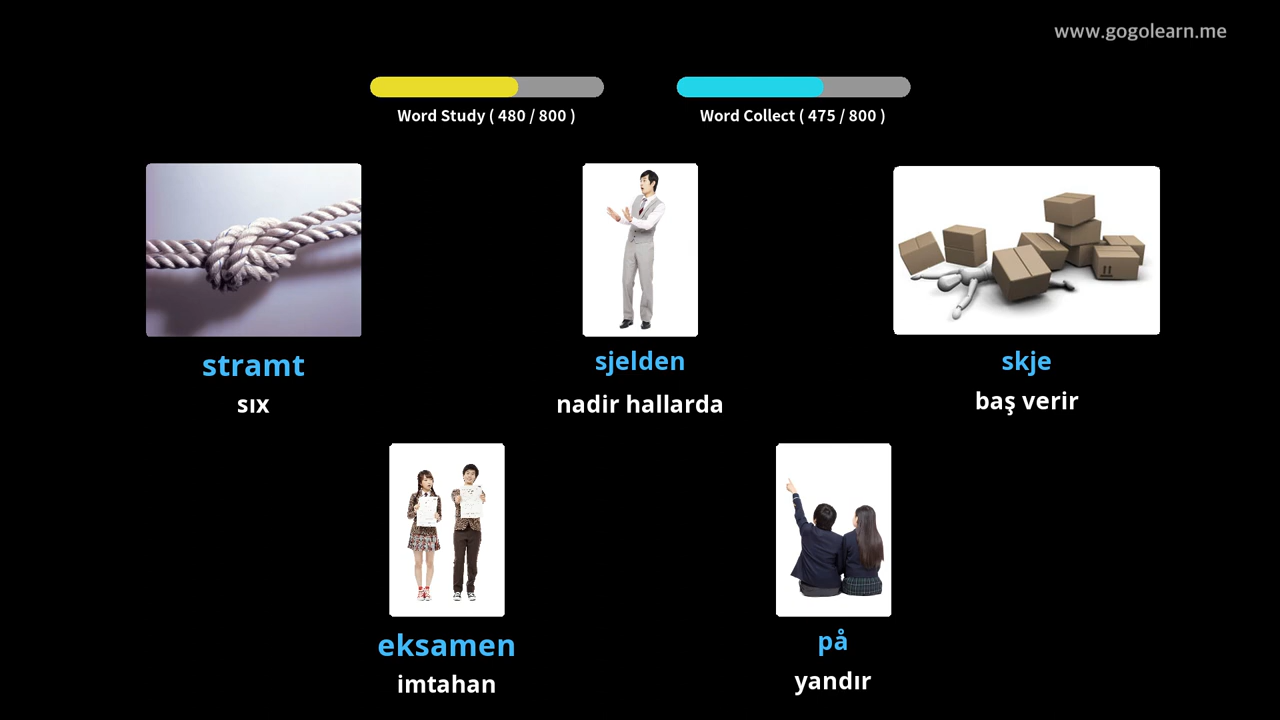 www.gogolearn.me
Word Study ( 480 / 800 )
Word Collect ( 475 / 800 )
stramt
sıx
sjelden
nadir hallarda
skje
baş verir
eksamen
imtahan
på
yandır